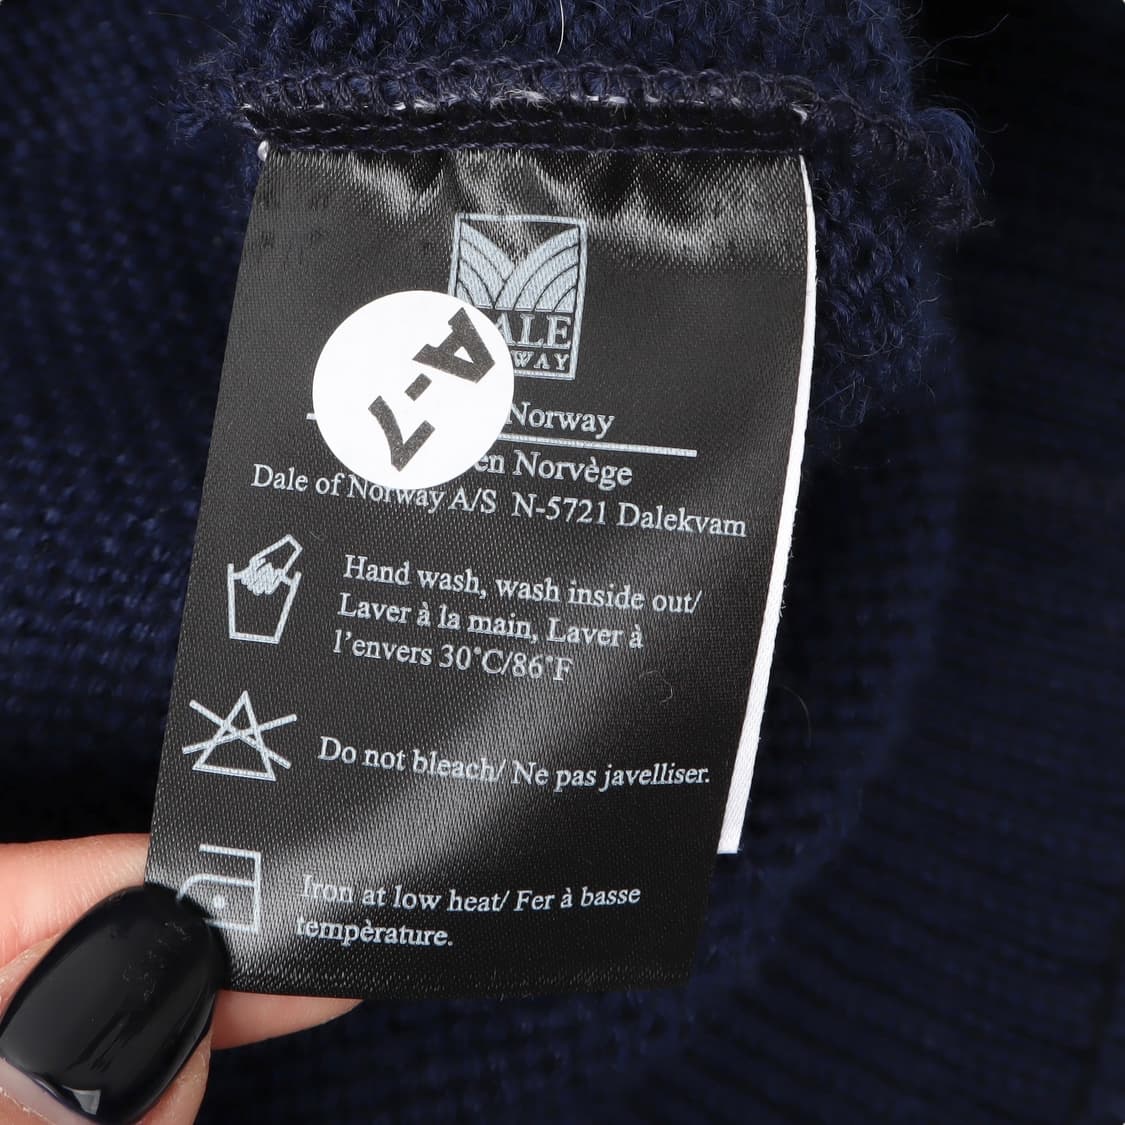 ALE
WAY
A-7
Norway
en Norvège
Dale of Norway A/S N-5721 Dalekvam
Hand wash, wash inside out/
Laver à la main, Laver à
l'envers 30°C/86°F
Do not bleach/ Ne pas javelliser.
Iron at low heat/ Fer à basse
tempèrature.